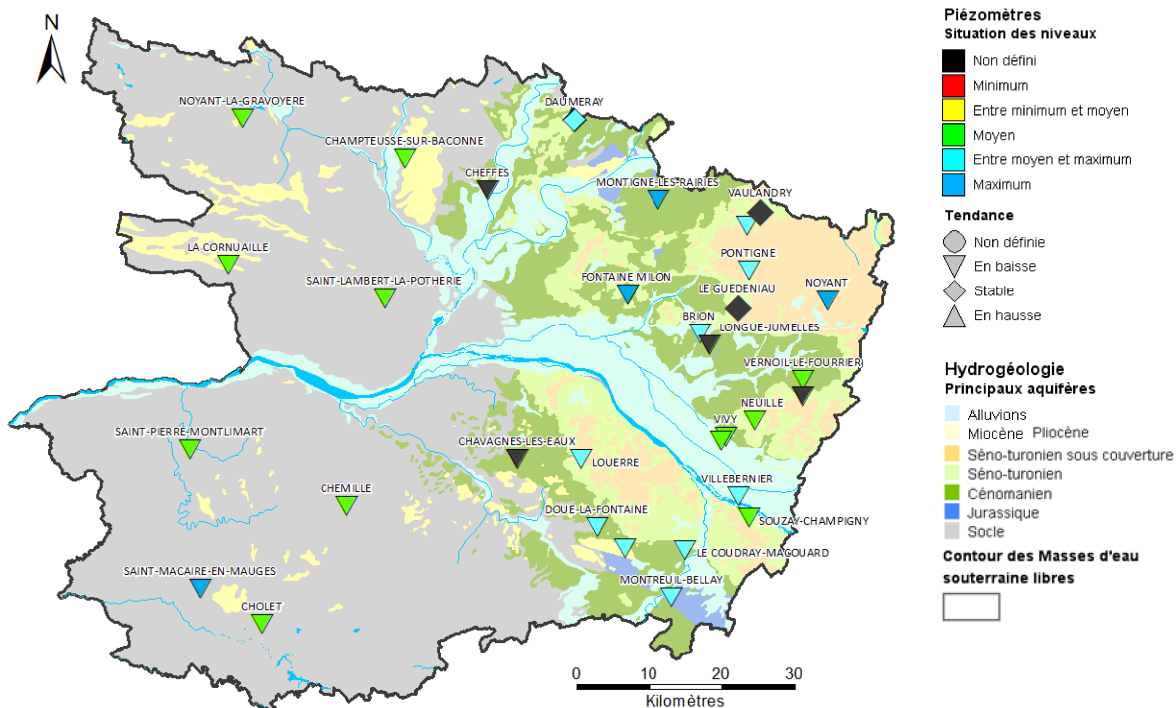 N
NOYANT-LA-GRAVOYERE
CHAMPTEUSSE-SUR-BACONNE
DAUMERAY
CHEFFES
MONTIGNE-LES-RAIRIES
VAULANDRY
LA CORNUAILLE
SAINT-LAMBERT-LA-POTHERIE
PONTIGNE
FONTAINE MILON
LE GUEDENIAU
NOYANT
BRION
LONGUE-JUMELLES
VERNOIL-LE-FOURRIER
NEUILLE
VIVY
SAINT-PIERRE-MONTLIMART
CHAVAGNES-LES-EAUX
LOUERRE
CHEMILLE
VILLEBERNIER
DOUE-LA-FONTAINE
SOUZAY-CHAMPIGNY
LE COUDRAY-MACOUARD
SAINT-MACAIRE-EN-MAUGES
MONTREUIL-BELLAY
CHOLET
0 10 20 30
Kilomètres
Piézomètres
Situation des niveaux
Non défini
Minimum
Entre minimum et moyen
Moyen
Entre moyen et maximum
Maximum
Tendance
Non définie
En baisse
Stable
En hausse
Hydrogéologie
Principaux aquifères
Alluvions
Miocène Pliocène
Séno-turonien sous couverture
Séno-turonien
Cénomanien
Jurassique
Socle
Contour des Masses d'eau
souterraine libres